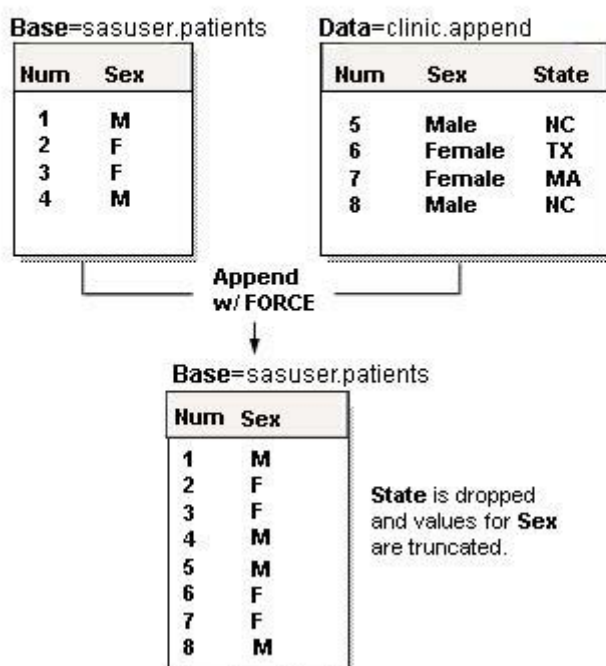 Base=sasuser.patients
Num Sex
1 M
2 F
3 F
4 M
Data=clinic.append
Num Sex State
5 Male NC
6 Female TX
7 Female MA
8 Male NC
Append
w/ FORCE
Base=sasuser.patients
Num Sex
1 M
2 F
3 F
4 M
5 M
6 F
7 F
8 M
State is dropped
and values for Sex
are truncated.